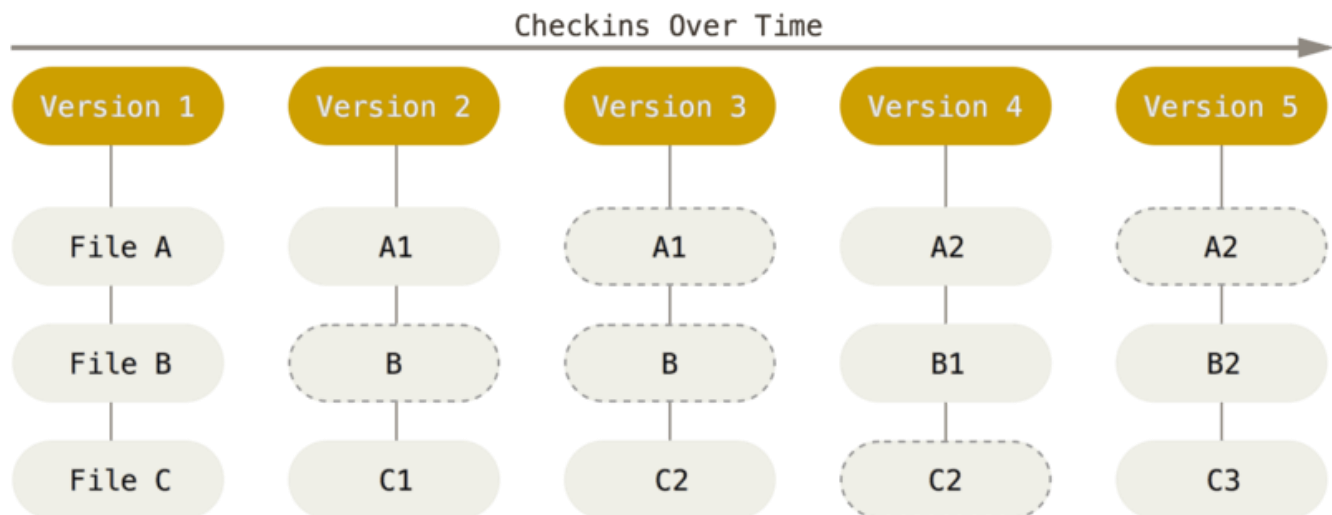 Checkins Over Time
Version 1 Version 2 Version 3 Version 4 Version 5
File A A1 A1 A2 A2
File B B B B1 B2
File C C1 C2 C2 C3